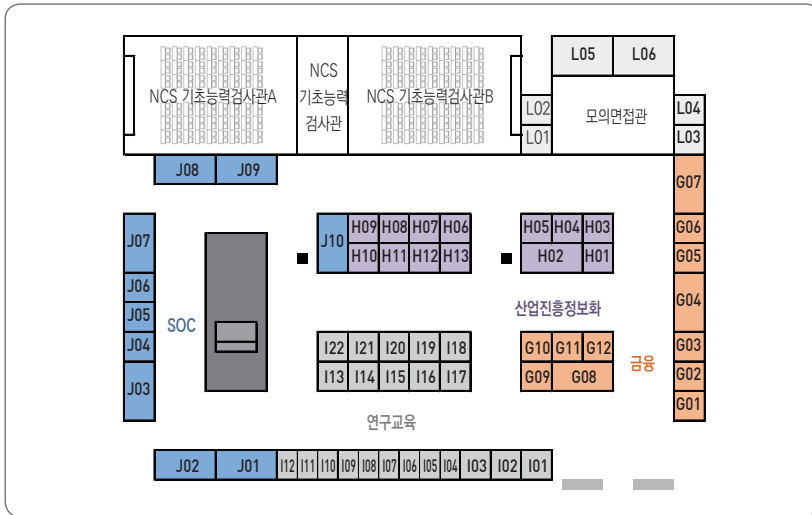 L05 L06
NCS 기초능력검사관A
NCS
기초능력
검사관
NCS 기초능력검사관B
L02
L01
모의면접관
L04
L03
J08 J09
G07
J07
J10
H09 H08 H07 H06
H10 H11 H12 H13
H05 H04 H03
H02 H01
G06
G05
J06
J05
J04
J03
SOC
산업진흥정보화
G04
I22 I21 I20 I19 I18
I13 I14 I15 I16 I17
G10 G11 G12
G09 G08
금융
G03
G02
G01
연구교육
J02 J01 I12 I11 I10 I09 I08 I07 I06 I05 I04 I03 I02 I01